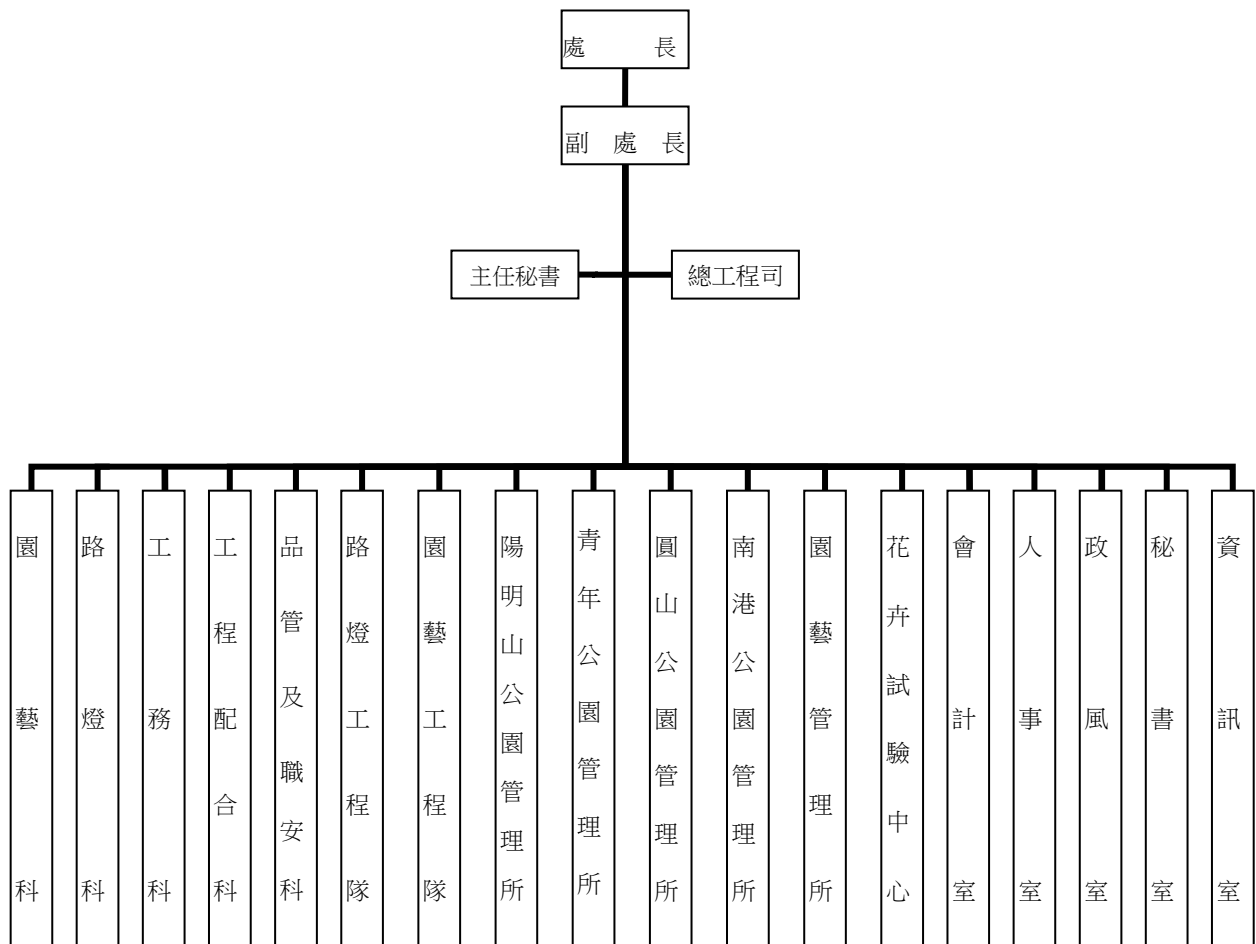 處長
副處長
主任秘書
總工程司
園藝科
路燈科
工務科
工程配合科
品管及職安科
路燈工程隊
園藝工程隊
陽明山公園管理所
青年公園管理所
圓山公園管理所
南港公園管理所
園藝管理所
花卉試驗中心
會計室
人事室
政風室
秘書室
資訊室